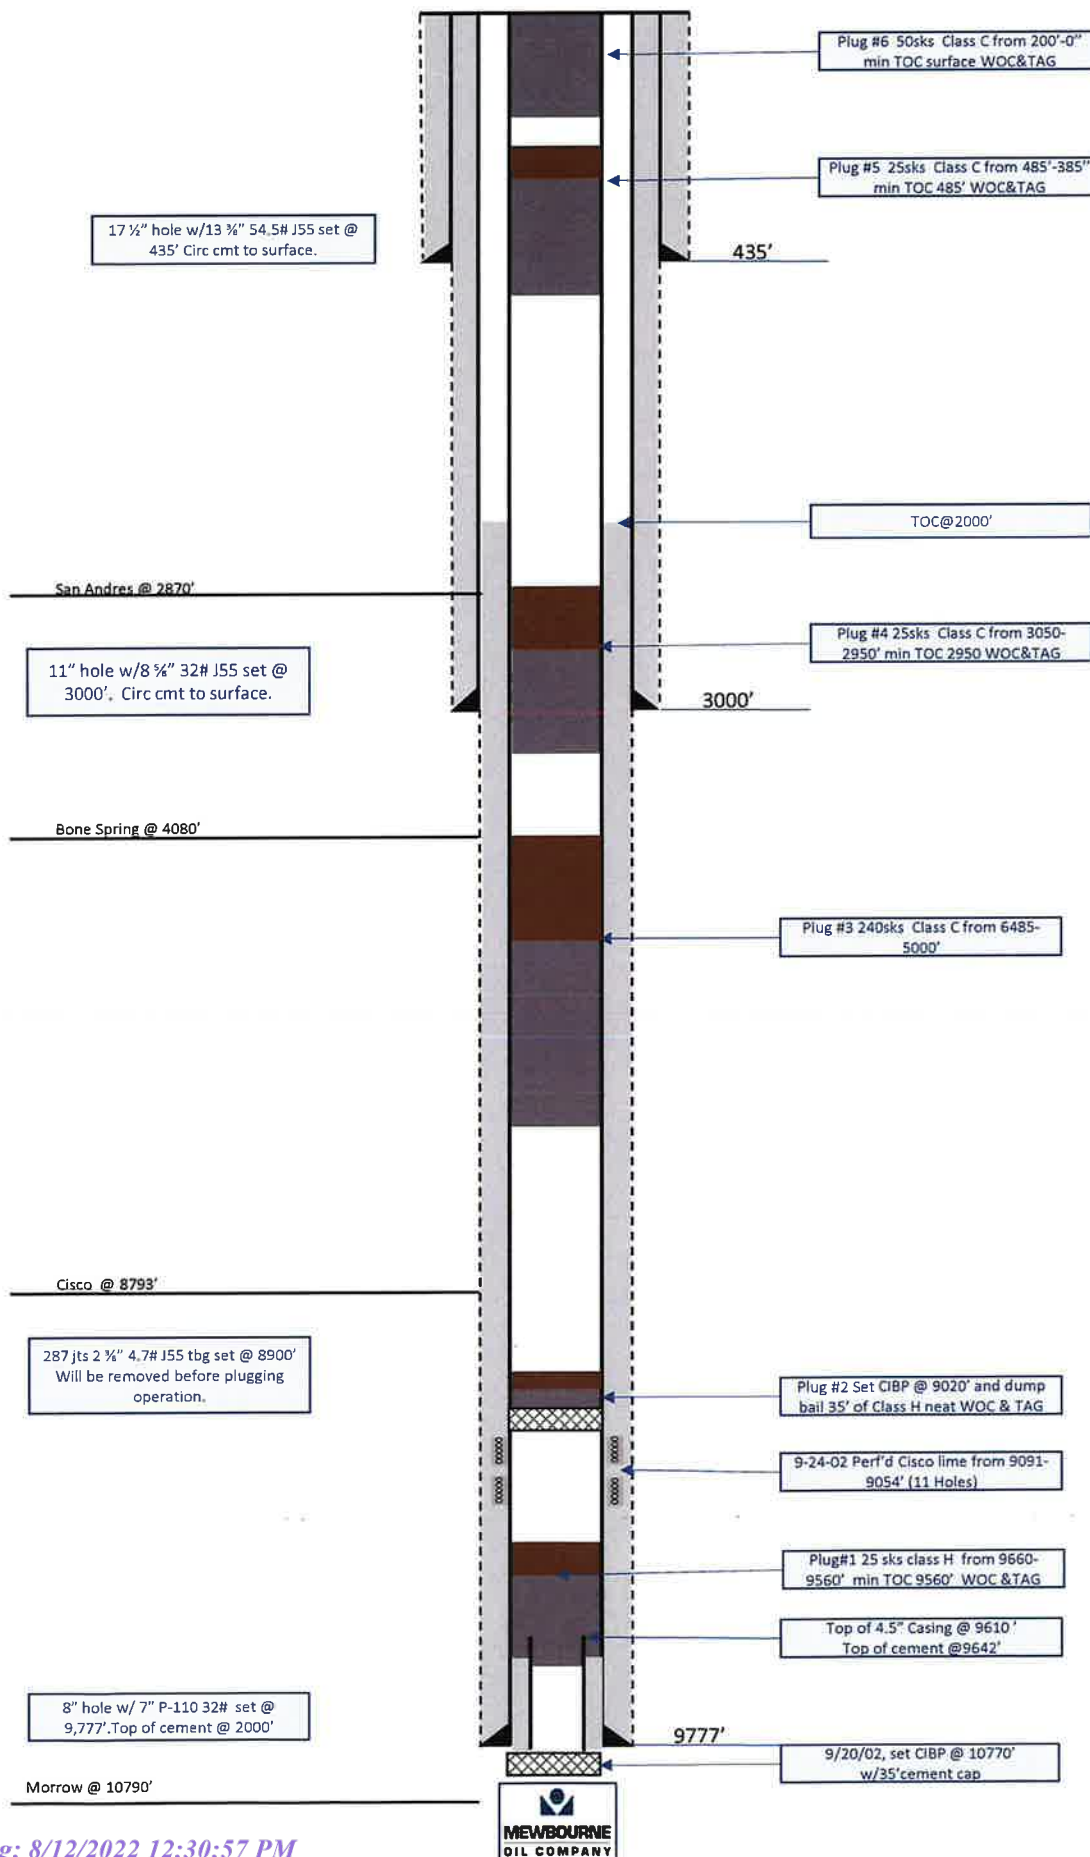 Plug #6  50sks  Class C from 200'-0"
min TOC surface WOC&TAG
Plug #5  25sks  Class C from 485'-385"
min TOC 485' WOC&TAG
17 ½" hole w/13 ⅜" 54.5# J55 set @
435' Circ cmt to surface.
435'
TOC@2000'
San Andres @ 2870'
Plug #4 25sks  Class C from 3050-
2950' min TOC 2950 WOC&TAG
11" hole w/8 ⅝" 32# J55 set @
3000'. Circ cmt to surface.
3000'
Bone Spring @ 4080'
Plug #3 240sks  Class C from 6485-
5000'
Cisco  @ 8793'
287 jts 2 ⅜" 4.7# J55 tbg set @ 8900'
Will be removed before plugging
operation.
Plug #2 Set CIBP @ 9020' and dump
bail 35' of Class H neat WOC & TAG
9-24-02 Perf'd Cisco lime from 9091-
9054' (11 Holes)
Plug#1 25 sks class H  from 9660-
9560'  min TOC 9560'  WOC &TAG
Top of 4.5" Casing @ 9610 '
Top of cement @9642'
8" hole w/ 7" P-110 32#  set @
9,777'.Top of cement @ 2000'
9777'
9/20/02, set CIBP @ 10770'
w/35'cement cap
Morrow @ 10790'
MEWBOURNE
OIL COMPANY
g: 8/12/2022 12:30:57 PM